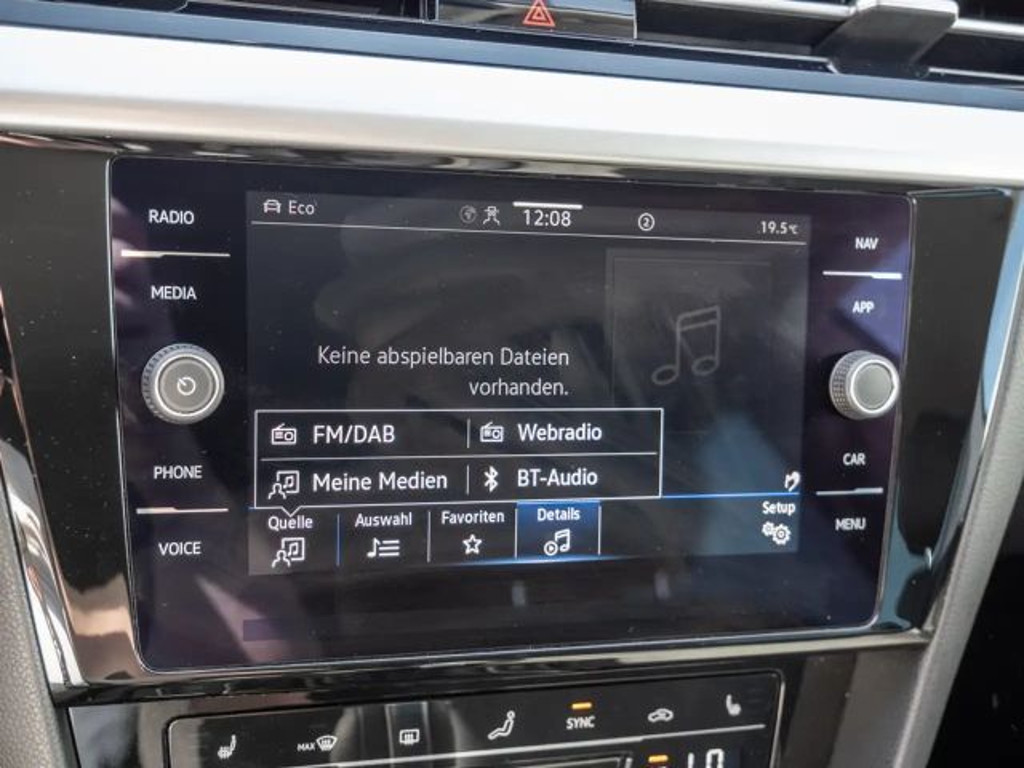 Eco
12:08
2
19.5°C
RADIO
MEDIA
PHONE
VOICE
NAV
APP
CAR
MENU
Keine abspielbaren Dateien
vorhanden.
FM/DAB
Webradio
Meine Medien
BT-Audio
Quelle
Auswahl
Favoriten
Details
Setup
MAX
SYNC